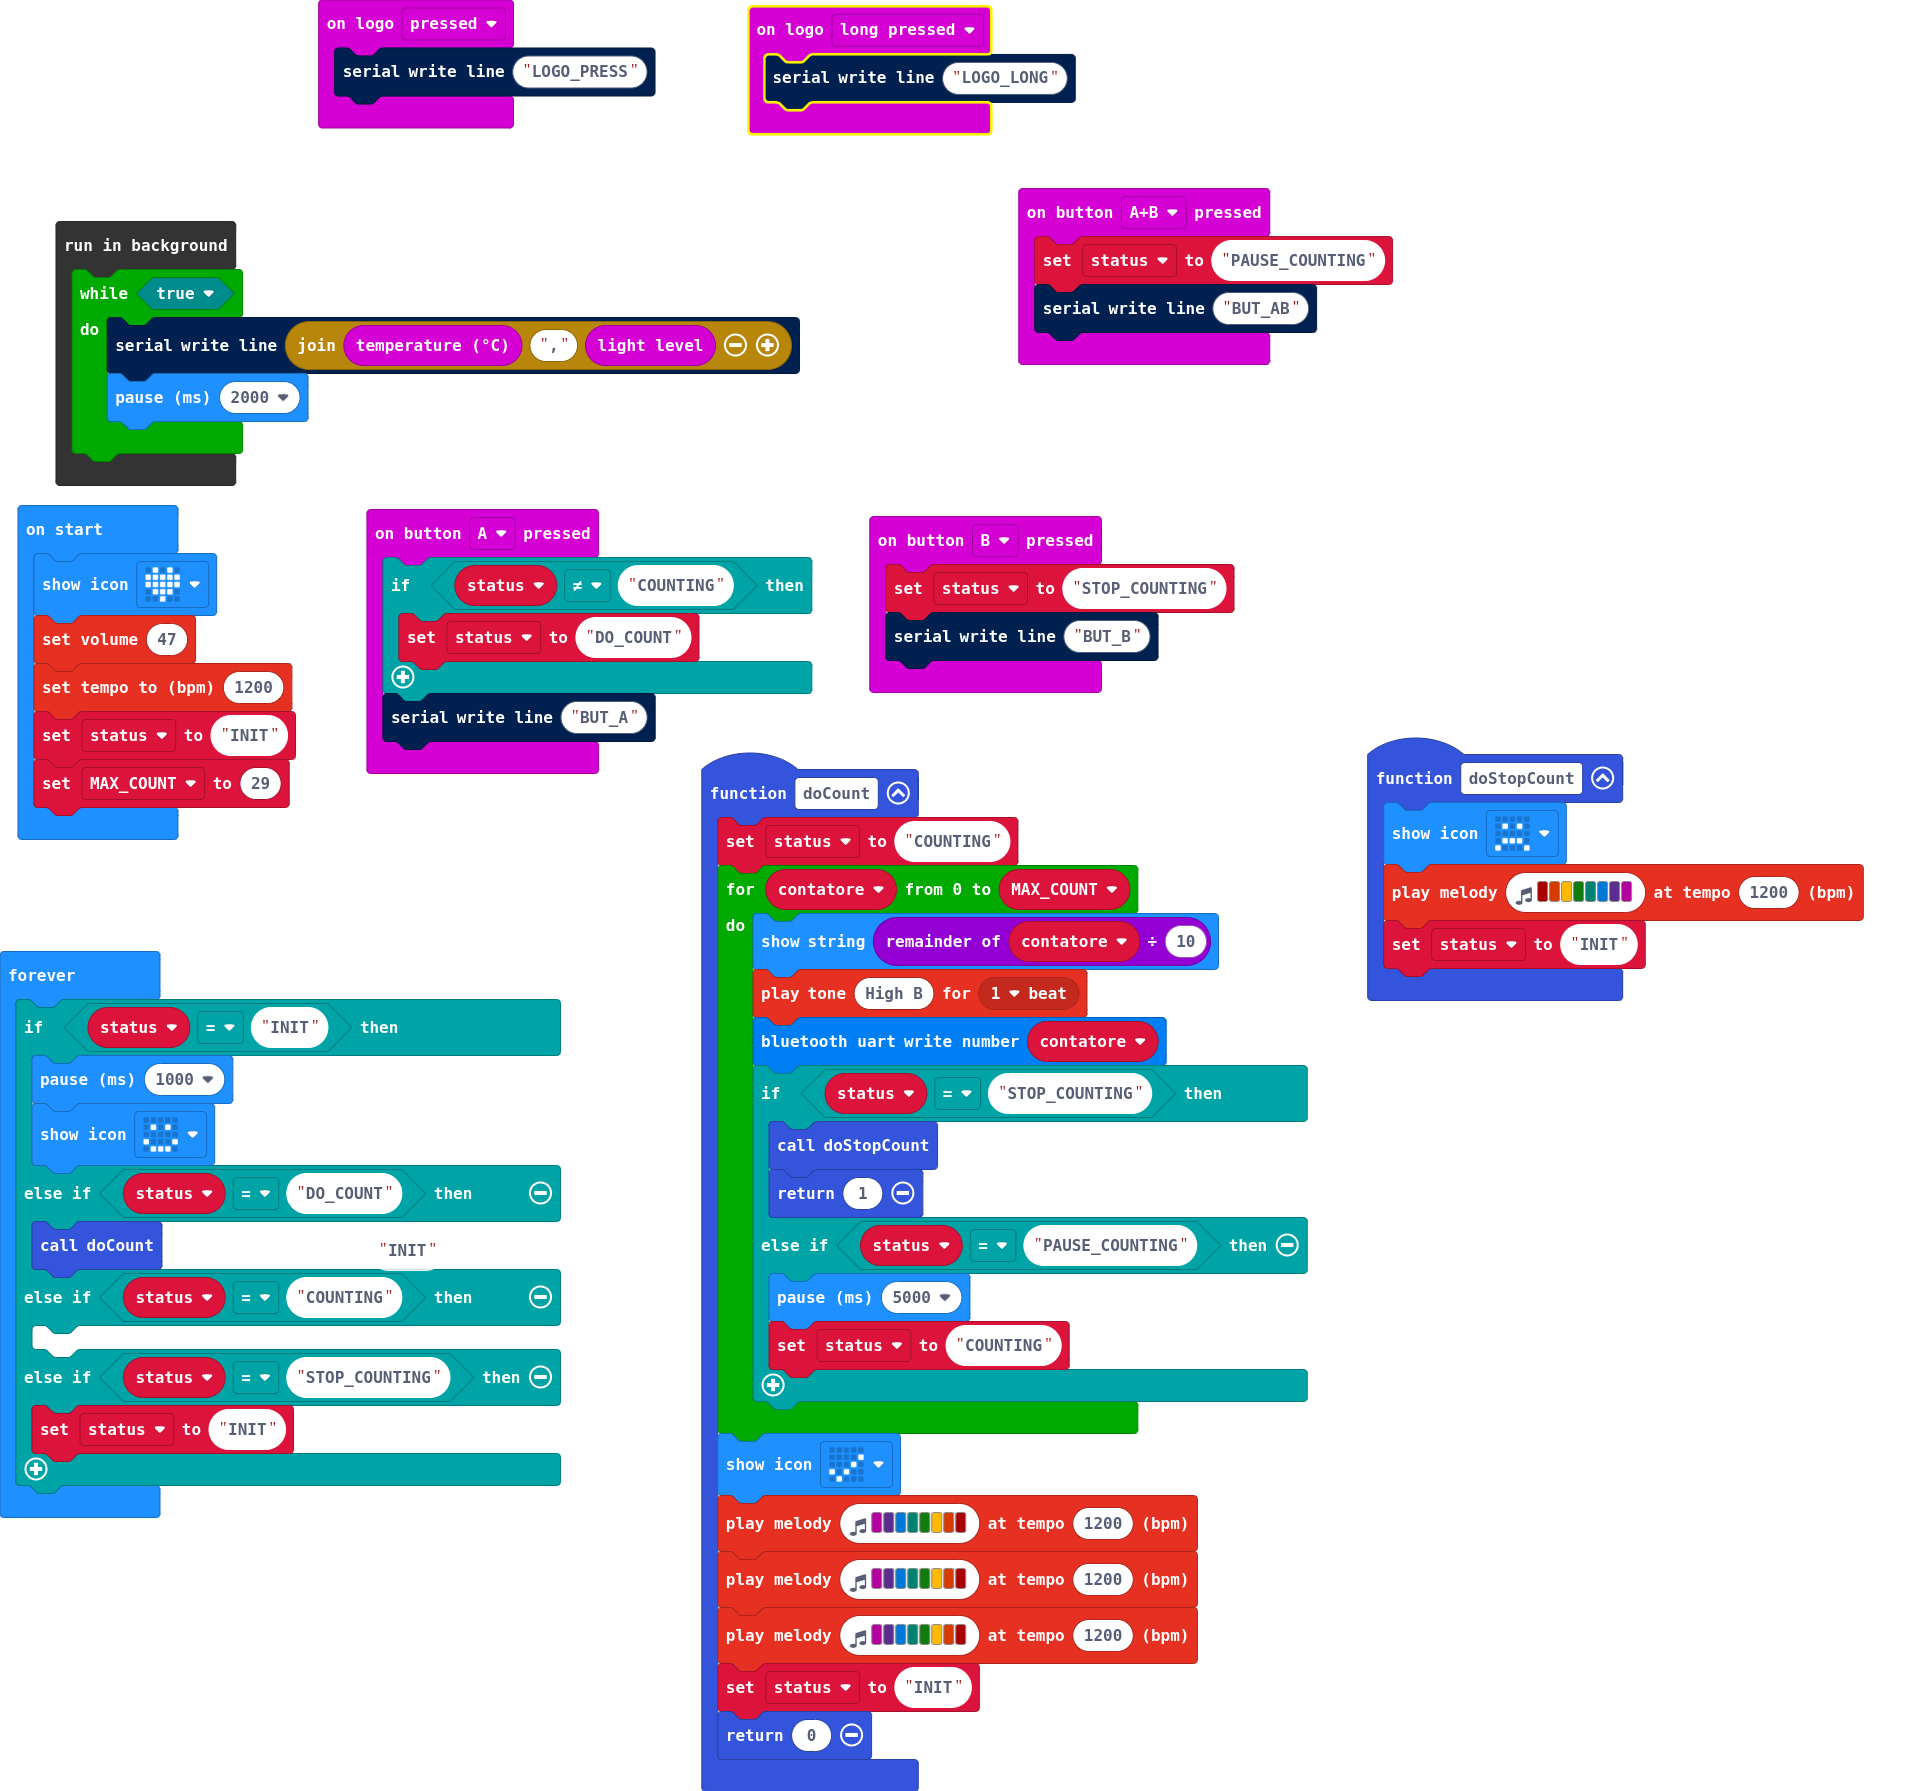 on logo pressed
serial write line "LOGO_PRESS"
on logo long pressed
serial write line "LOGO_LONG"
on button A+B pressed
set status to "PAUSE_COUNTING"
serial write line "BUT_AB"
run in background
while true
do
serial write line join temperature (°C) "," light level
pause (ms) 2000
on start
show icon
set volume 47
set tempo to (bpm) 1200
set status to "INIT"
set MAX_COUNT to 29
on button A pressed
if status ≠ "COUNTING" then
set status to "DO_COUNT"
serial write line "BUT_A"
on button B pressed
set status to "STOP_COUNTING"
serial write line "BUT_B"
function doCount
set status to "COUNTING"
for contatore from 0 to MAX_COUNT
do
show string remainder of contatore ÷ 10
play tone High B for 1 beat
bluetooth uart write number contatore
if status = "STOP_COUNTING" then
call doStopCount
return 1
else if status = "PAUSE_COUNTING" then
pause (ms) 5000
set status to "COUNTING"
show icon
play melody at tempo 1200 (bpm)
play melody at tempo 1200 (bpm)
play melody at tempo 1200 (bpm)
set status to "INIT"
return 0
function doStopCount
show icon
play melody at tempo 1200 (bpm)
set status to "INIT"
forever
if status = "INIT" then
pause (ms) 1000
show icon
else if status = "DO_COUNT" then
call doCount
"INIT"
else if status = "COUNTING" then
else if status = "STOP_COUNTING" then
set status to "INIT"